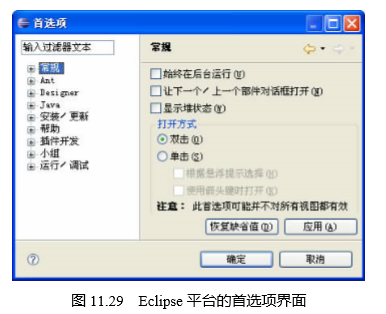 首选项
输入过滤器文本
常规
Ant
Designer
Java
安装/更新
帮助
插件开发
小组
运行/调试
常规
始终在后台运行(V)
让下一个/上一个部件对话框打开(W)
显示堆状态(Y)
打开方式
双击(D)
单击(S)
根据悬浮提示选择(H)
使用箭头键时打开(K)
注意： 此首选项可能并不对所有视图都有效
恢复缺省值(D)
应用(A)
确定
取消
图 11.29 Eclipse 平台的首选项界面